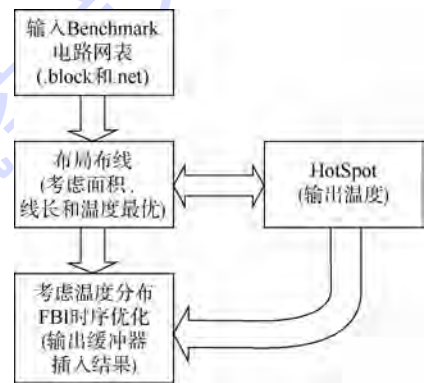 输入Benchmark
电路网表
(.block和.net)
布局布线
(考虑面积、
线长和温度最优)
HotSpot
(输出温度)
考虑温度分布
FBI时序优化
(输出缓冲器
插入结果)